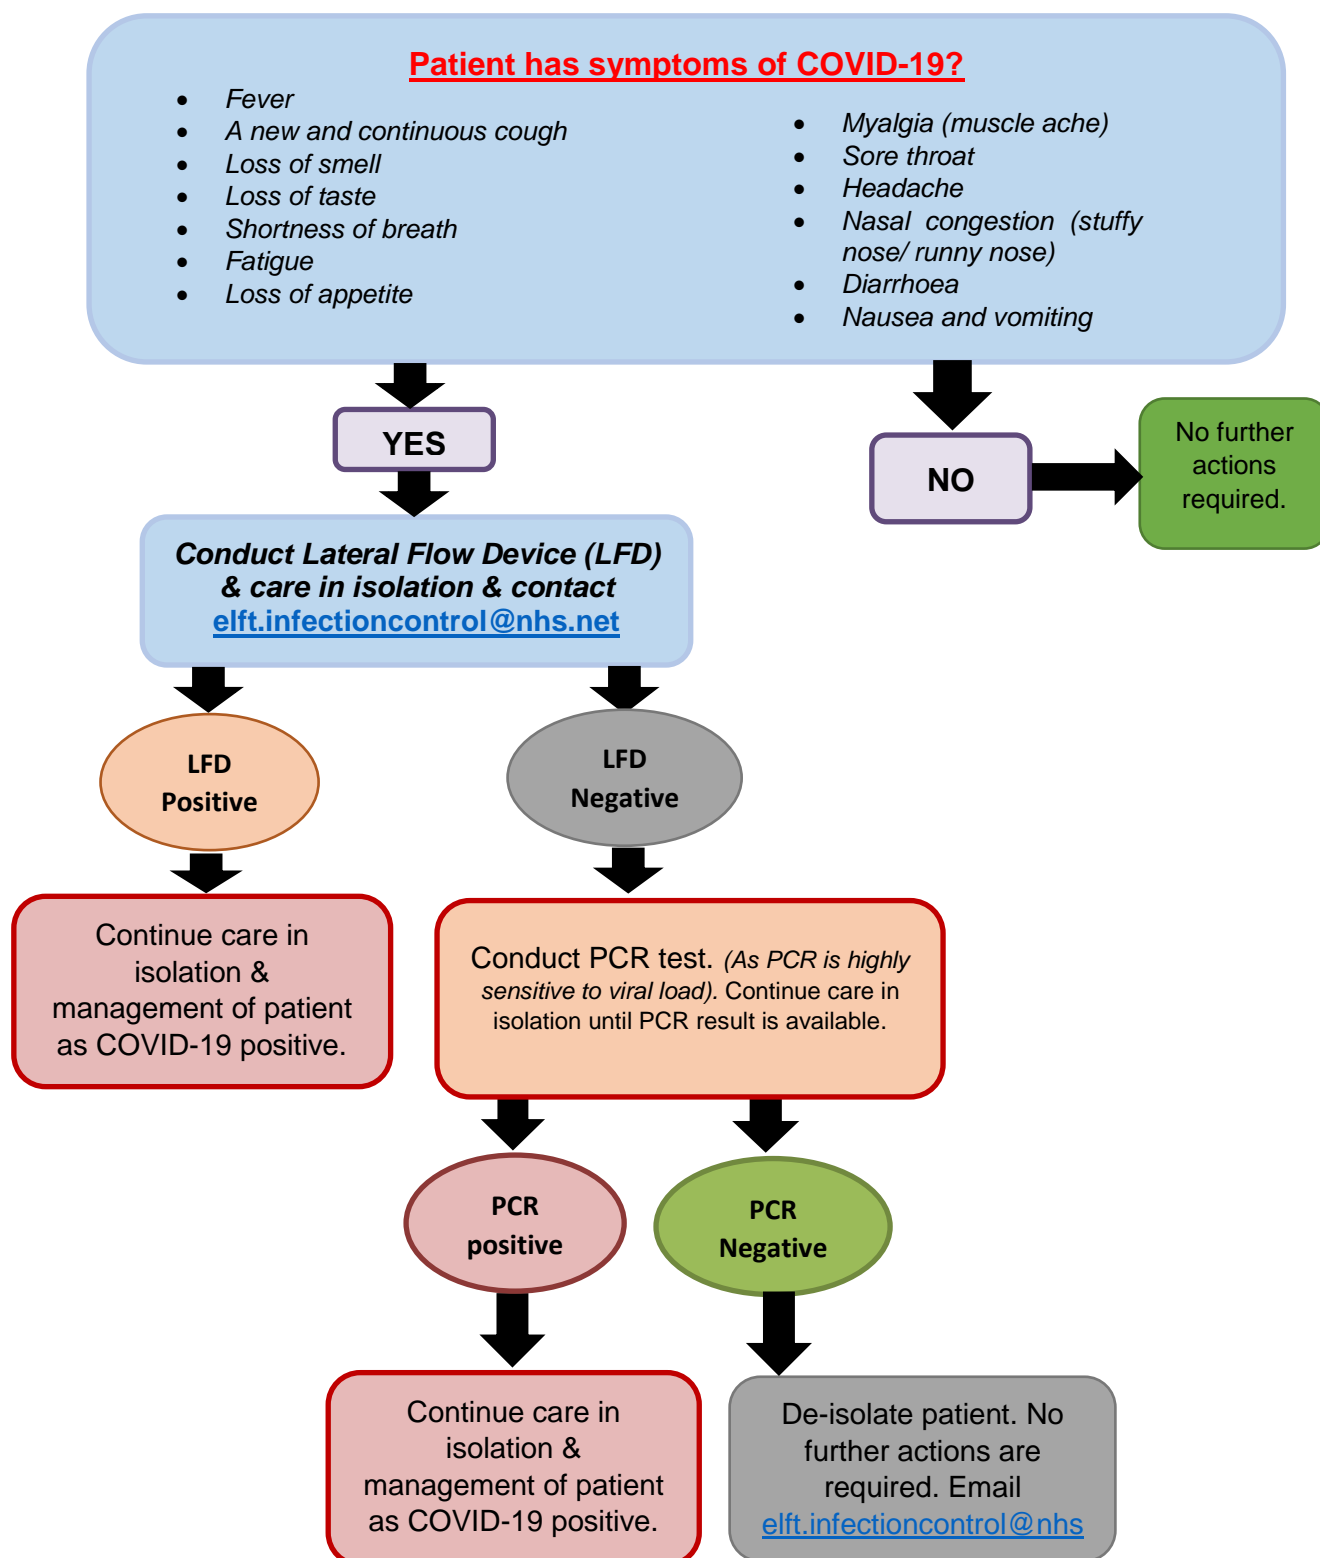 Patient has symptoms of COVID-19?
• Fever
• A new and continuous cough
• Loss of smell
• Loss of taste
• Shortness of breath
• Fatigue
• Loss of appetite
• Myalgia (muscle ache)
• Sore throat
• Headache
• Nasal congestion (stuffy
nose/ runny nose)
• Diarrhoea
• Nausea and vomiting
YES
NO
No further
actions
required.
Conduct Lateral Flow Device (LFD)
& care in isolation & contact
elft.infectioncontrol@nhs.net
LFD
Positive
LFD
Negative
Continue care in
isolation &
management of patient
as COVID-19 positive.
Conduct PCR test. (As PCR is highly
sensitive to viral load). Continue care in
isolation until PCR result is available.
PCR
positive
PCR
Negative
Continue care in
isolation &
management of patient
as COVID-19 positive.
De-isolate patient. No
further actions are
required. Email
elft.infectioncontrol@nhs